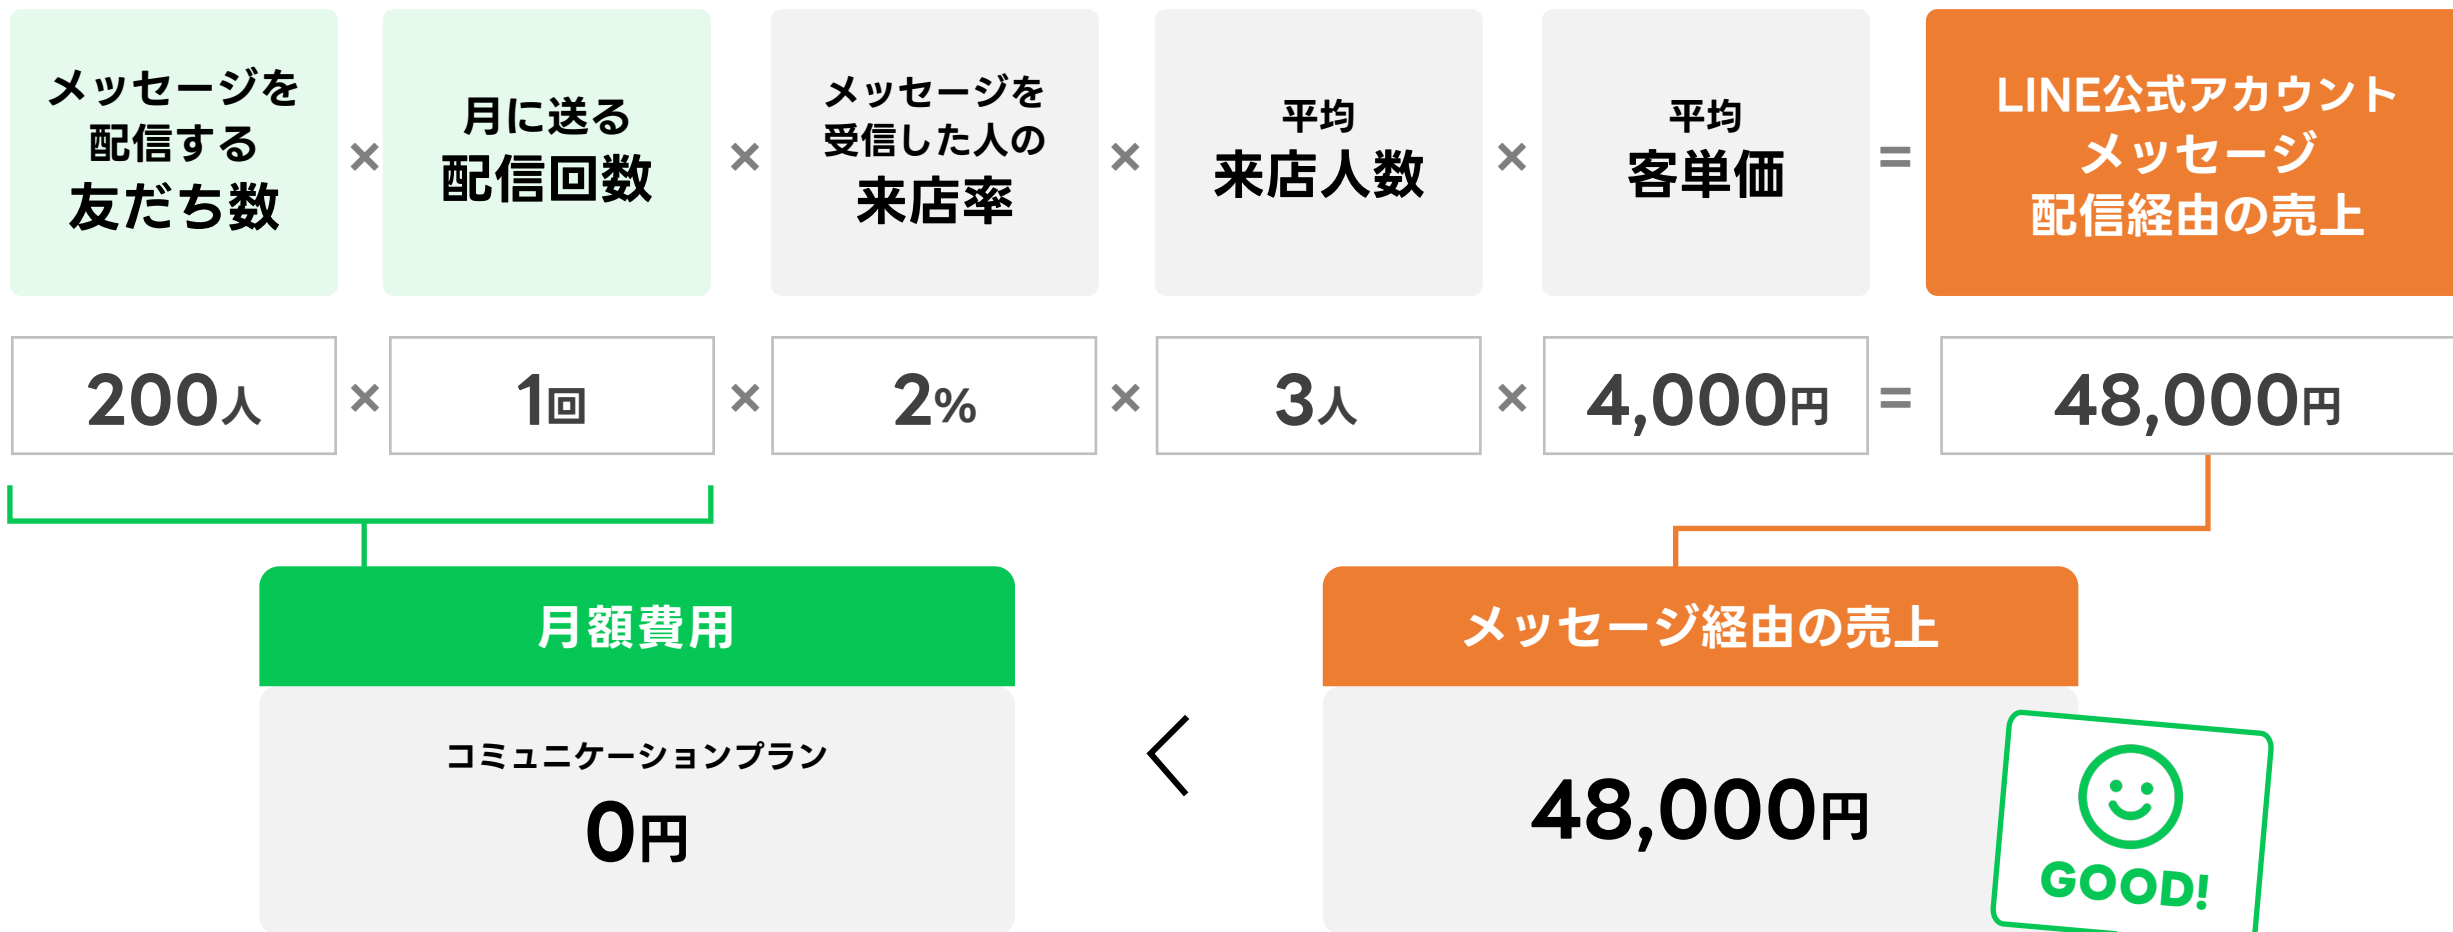 メッセージを
配信する
友だち数
×
月に送る
配信回数
×
メッセージを
受信した人の
来店率
×
平均
来店人数
×
平均
客単価
=
LINE公式アカウント
メッセージ
配信経由の売上
200人 × 1回 × 2% × 3人 × 4,000円 = 48,000円
月額費用
コミュニケーションプラン
0円
<
メッセージ経由の売上
48,000円
GOOD!